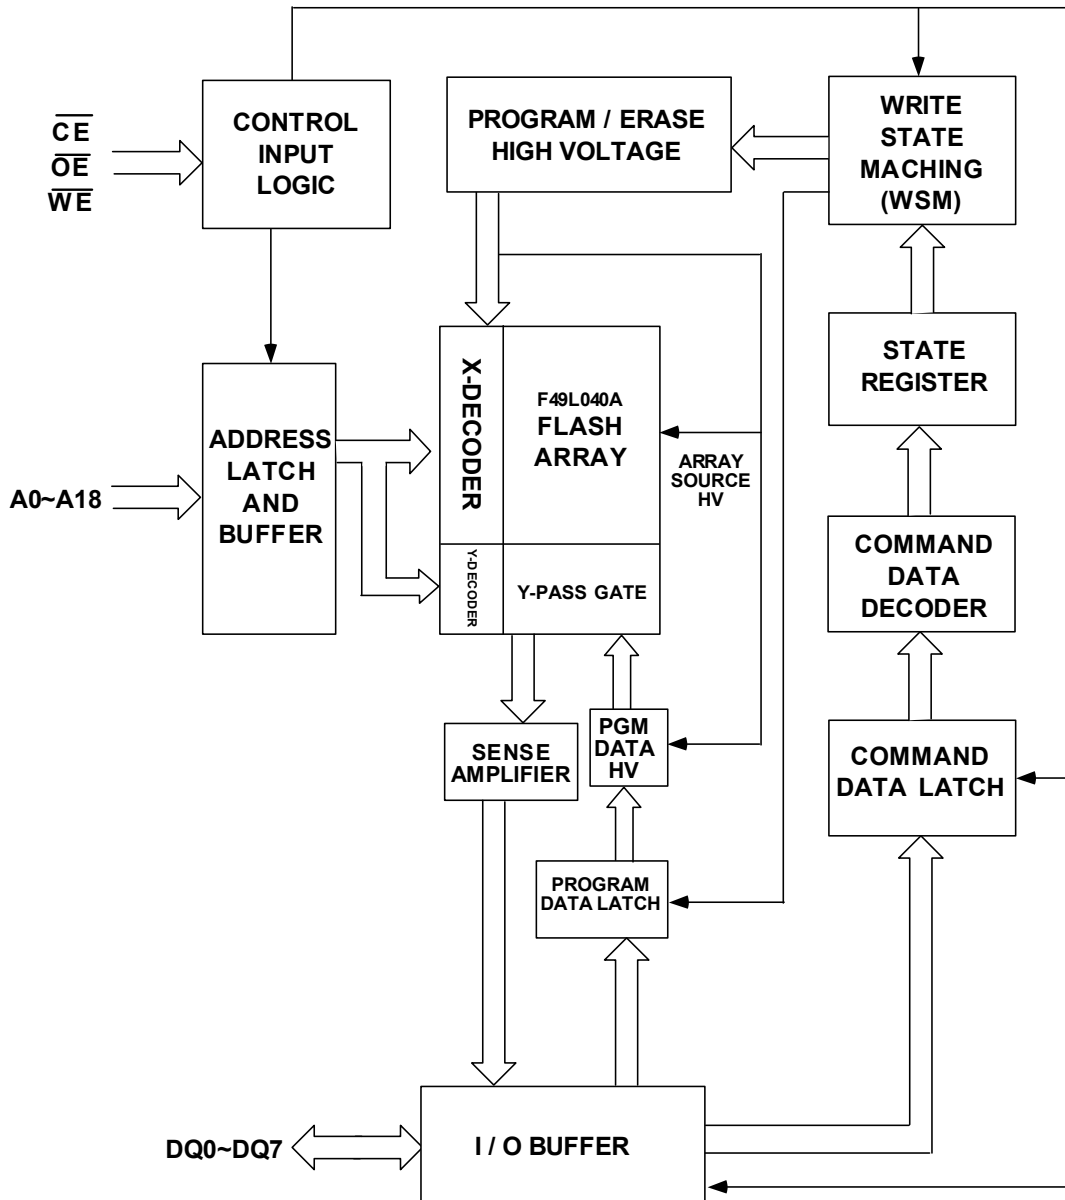 CE
OE
WE
CONTROL
INPUT
LOGIC
PROGRAM / ERASE
HIGH VOLTAGE
WRITE
STATE
MACHING
(WSM)
STATE
REGISTER
A0~A18
ADDRESS
LATCH
AND
BUFFER
X-DECODER
F49L040A
FLASH
ARRAY
ARRAY
SOURCE
HV
Y-DECODER
Y-PASS GATE
COMMAND
DATA
DECODER
SENSE
AMPLIFIER
PGM
DATA
HV
COMMAND
DATA LATCH
PROGRAM
DATA LATCH
DQ0~DQ7
I / O BUFFER